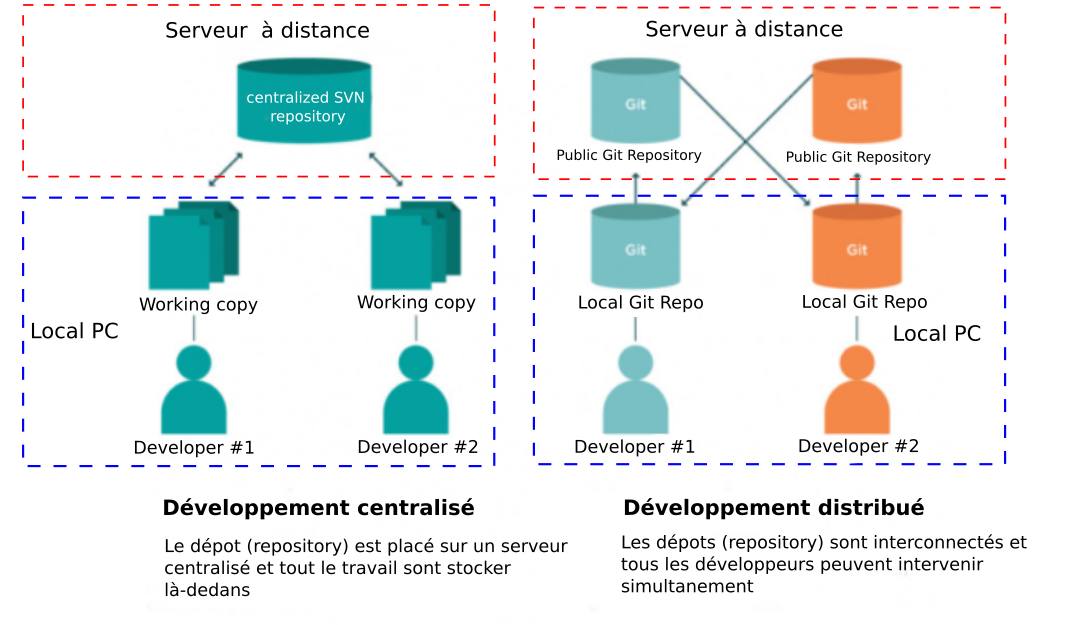 Serveur  à distance
centralized SVN
repository
Working copy
Working copy
Local PC
Developer #1
Developer #2
Développement centralisé
Le dépot (repository) est placé sur un serveur
centralisé et tout le travail sont stocker
là-dedans
Serveur à distance
Git
Git
Public Git Repository
Public Git Repository
Git
Git
Local Git Repo
Local Git Repo
Local PC
Developer #1
Developer #2
Développement distribué
Les dépots (repository) sont interconnectés et
tous les développeurs peuvent intervenir
simultanement